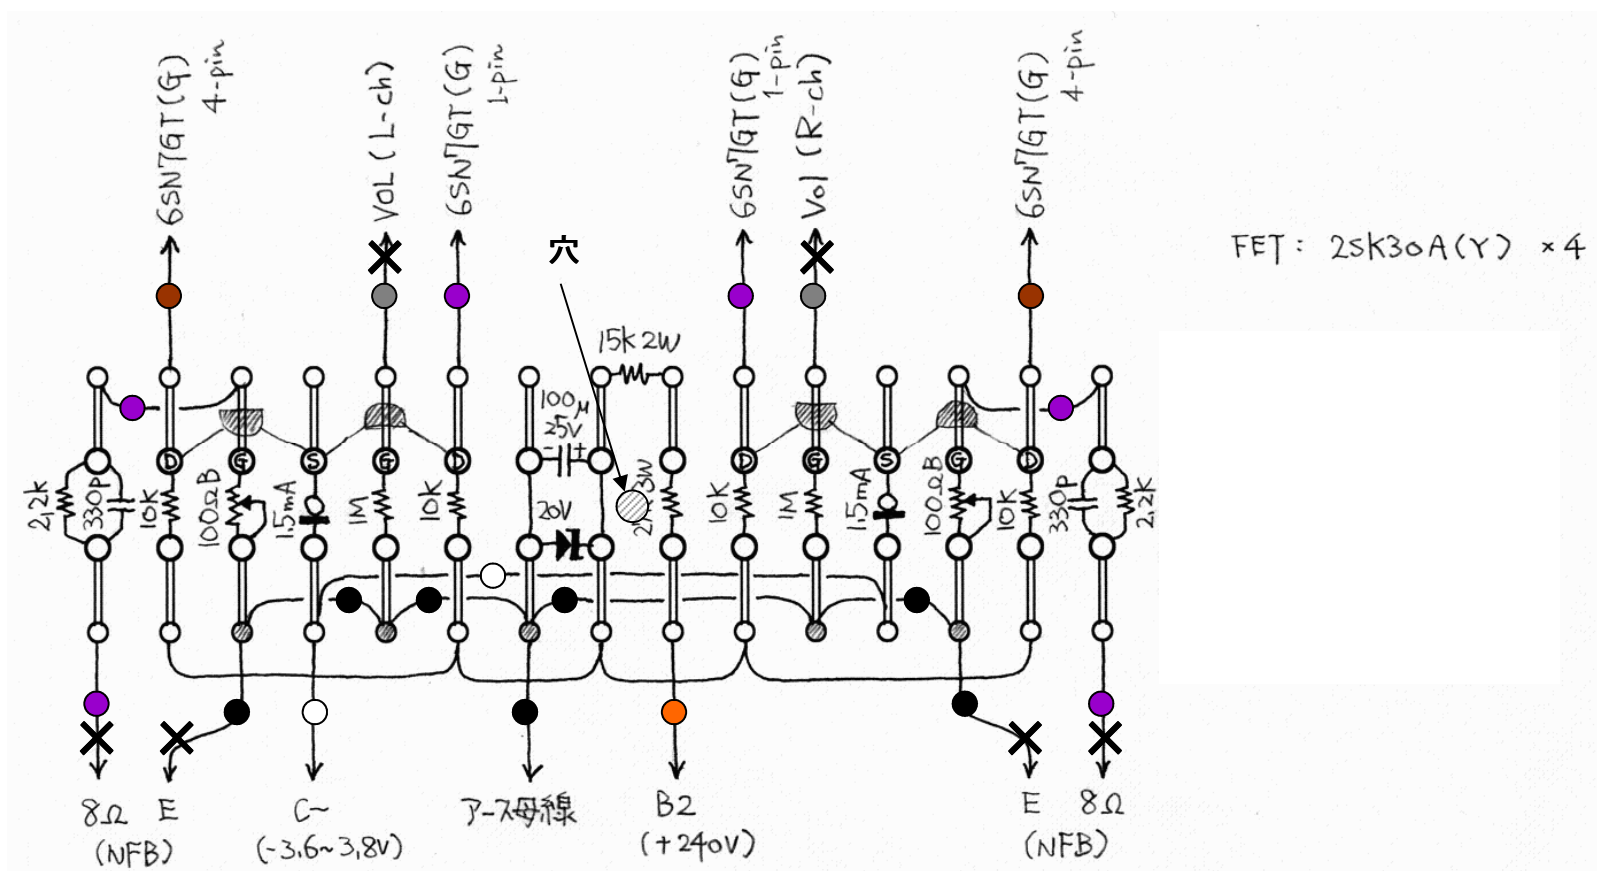 6SN7GT(G)
4-pin
VOL(L-ch)
6SN7GT(G)
1-pin
6SN7GT(G)
1-pin
Vol (R-ch)
6SN7GT(G)
4-pin
穴
FET: 2SK30A(Y) ×4
15k 2W
100μ
25V
- +
D G S G D D G S G D
2,2k
330p
10K
100ΩB
1.5mA
1M
10k
20V
3W
10K
1M
1.5mA
100ΩB
10K
330p
2.2K
8Ω E C~ アース母線 B2 E 8Ω
(NFB) (-3.6~3.8V) (+240V) (NFB)